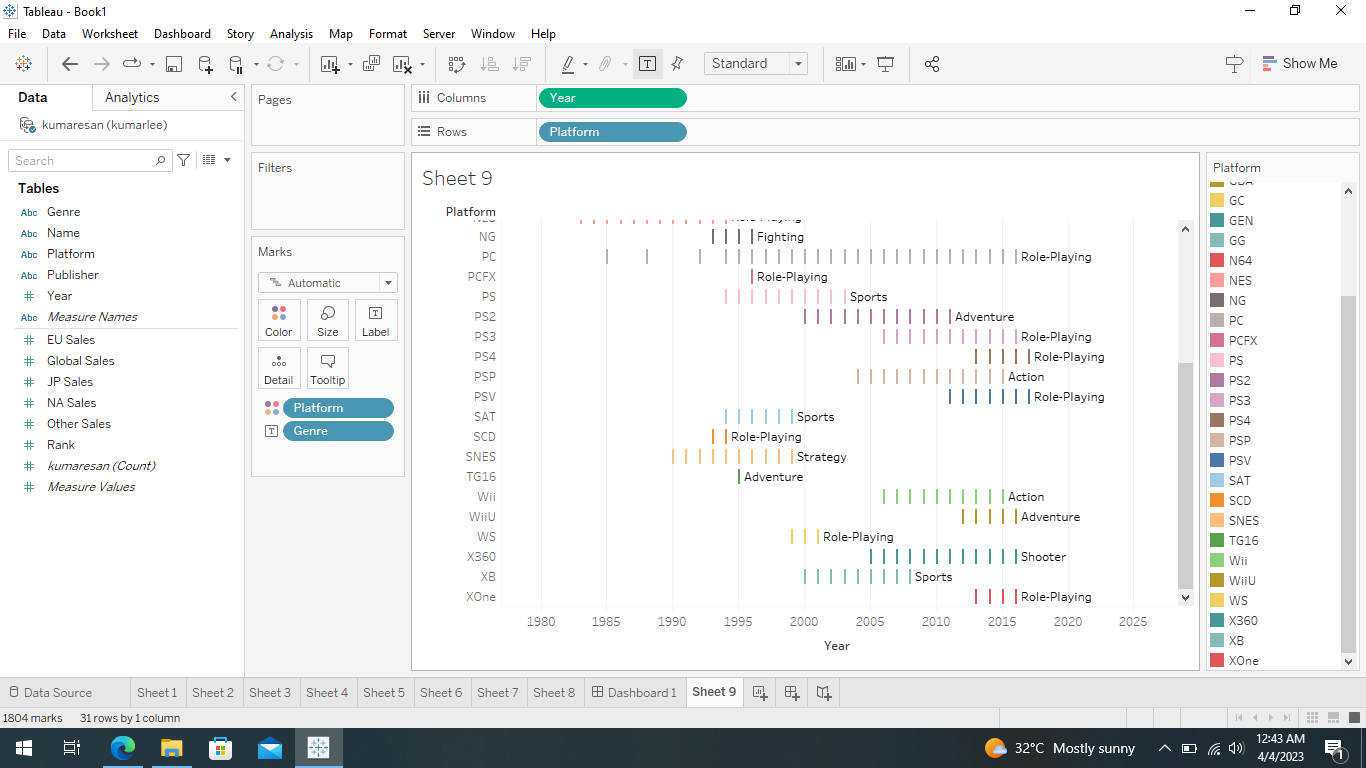 Tableau - Book1
File Data Worksheet Dashboard Story Analysis Map Format Server Window Help
Standard
Show Me
Data Analytics
kumaresan (kumarlee)
Search
Tables
Abc Genre
Abc Name
Abc Platform
Abc Publisher
Year
Abc Measure Names
EU Sales
Global Sales
JP Sales
NA Sales
Other Sales
Rank
kumaresan (Count)
Measure Values
Pages
Filters
Marks
Automatic
Color Size Label
Detail Tooltip
Platform
Genre
Columns Year
Rows Platform
Sheet 9
Platform
NES Role-Playing
NG Fighting
PC Role-Playing
PCFX Role-Playing
PS Sports
PS2 Adventure
PS3 Role-Playing
PS4 Role-Playing
PSP Action
PSV Role-Playing
SAT Sports
SCD Role-Playing
SNES Strategy
TG16 Adventure
Wii Action
WiiU Adventure
WS Role-Playing
X360 Shooter
XB Sports
XOne Role-Playing
1980 1985 1990 1995 2000 2005 2010 2015 2020 2025
Year
Platform
GBA
GC
GEN
GG
N64
NES
NG
PC
PCFX
PS
PS2
PS3
PS4
PSP
PSV
SAT
SCD
SNES
TG16
Wii
WiiU
WS
X360
XB
XOne
Data Source Sheet 1 Sheet 2 Sheet 3 Sheet 4 Sheet 5 Sheet 6 Sheet 7 Sheet 8 Dashboard 1 Sheet 9
1804 marks 31 rows by 1 column
32°C Mostly sunny
12:43 AM
4/4/2023
1